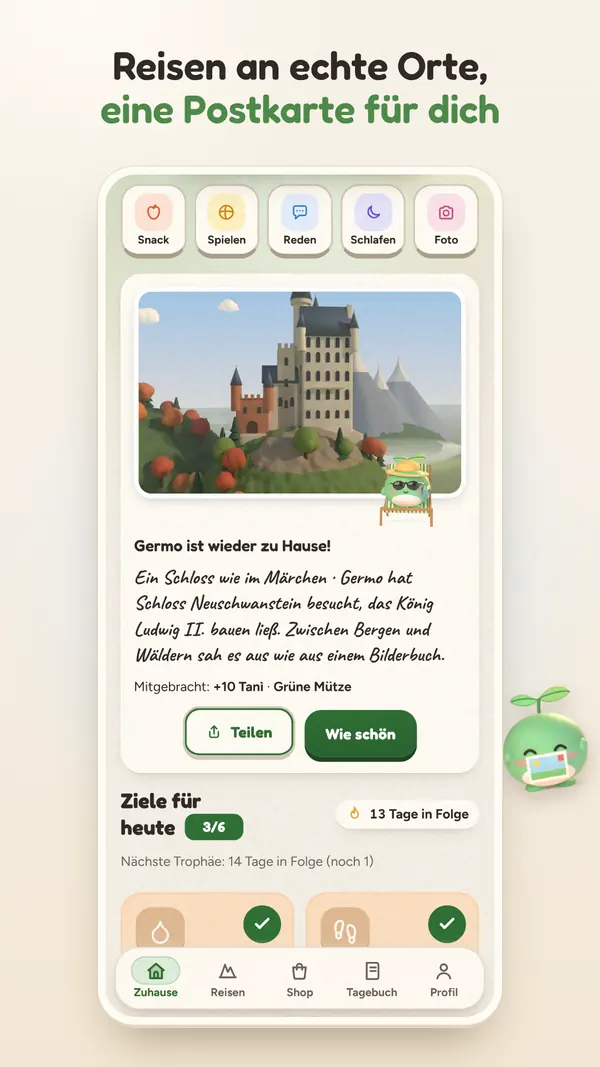 Reisen an echte Orte,
eine Postkarte für dich
Snack
Spielen
Reden
Schlafen
Foto
Germo ist wieder zu Hause!
Ein Schloss wie im Märchen · Germo hat
Schloss Neuschwanstein besucht, das König
Ludwig II. bauen ließ. Zwischen Bergen und
Wäldern sah es aus wie aus einem Bilderbuch.
Mitgebracht: +10 Tanì · Grüne Mütze
Teilen
Wie schön
Ziele für
heute 3/6
13 Tage in Folge
Nächste Trophäe: 14 Tage in Folge (noch 1)
Zuhause
Reisen
Shop
Tagebuch
Profil